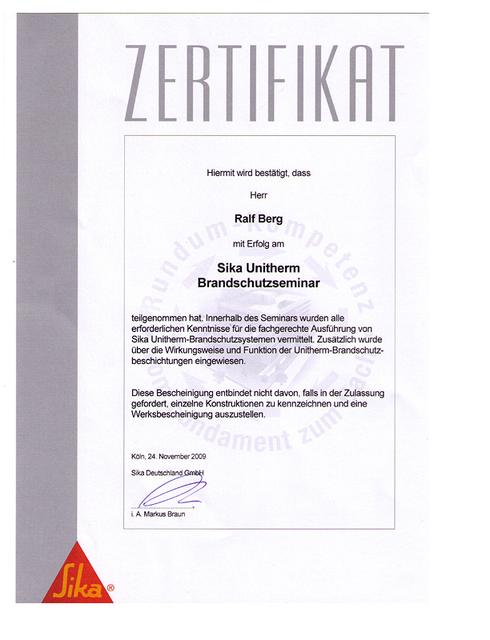 ZERTIFIKAT
Hiermit wird bestätigt, dass
Herr
Ralf Berg
mit Erfolg am
Sika Unitherm
Brandschutzseminar
teilgenommen hat. Innerhalb des Seminars wurden alle
erforderlichen Kenntnisse für die fachgerechte Ausführung von
Sika Unitherm-Brandschutzsystemen vermittelt. Zusätzlich wurde
über die Wirkungsweise und Funktion der Unitherm-Brandschutz-
beschichtungen eingewiesen.
Diese Bescheinigung entbindet nicht davon, falls in der Zulassung
gefordert, einzelne Konstruktionen zu kennzeichnen und eine
Werksbescheinigung auszustellen.
Köln, 24. November 2009
Sika Deutschland GmbH
i. A. Markus Braun
Sika®
Rundum-Kompetenz